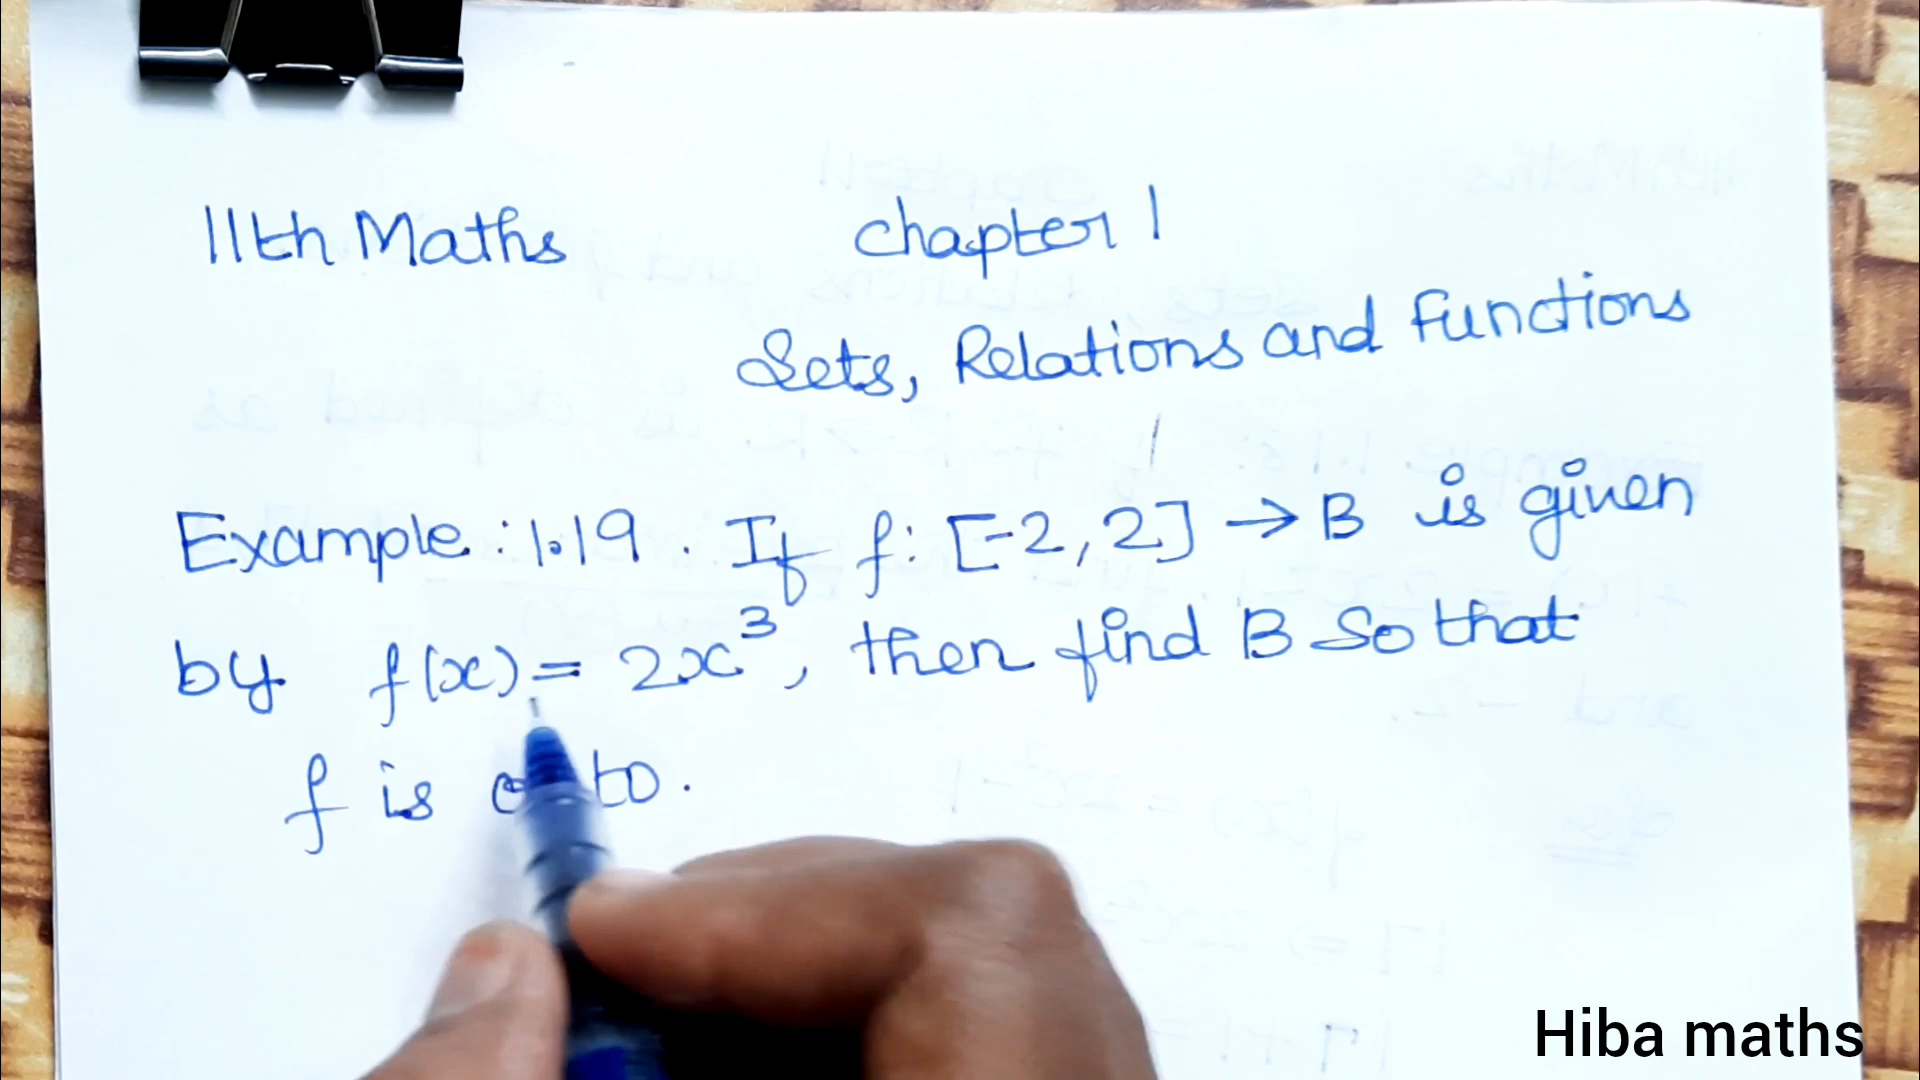 11th Maths chapter 1
Sets, Relations and Functions
Example : 1.19 . If f: [-2, 2] → B is given
by f(x) = 2x³, then find B so that
f is onto.
Hiba maths